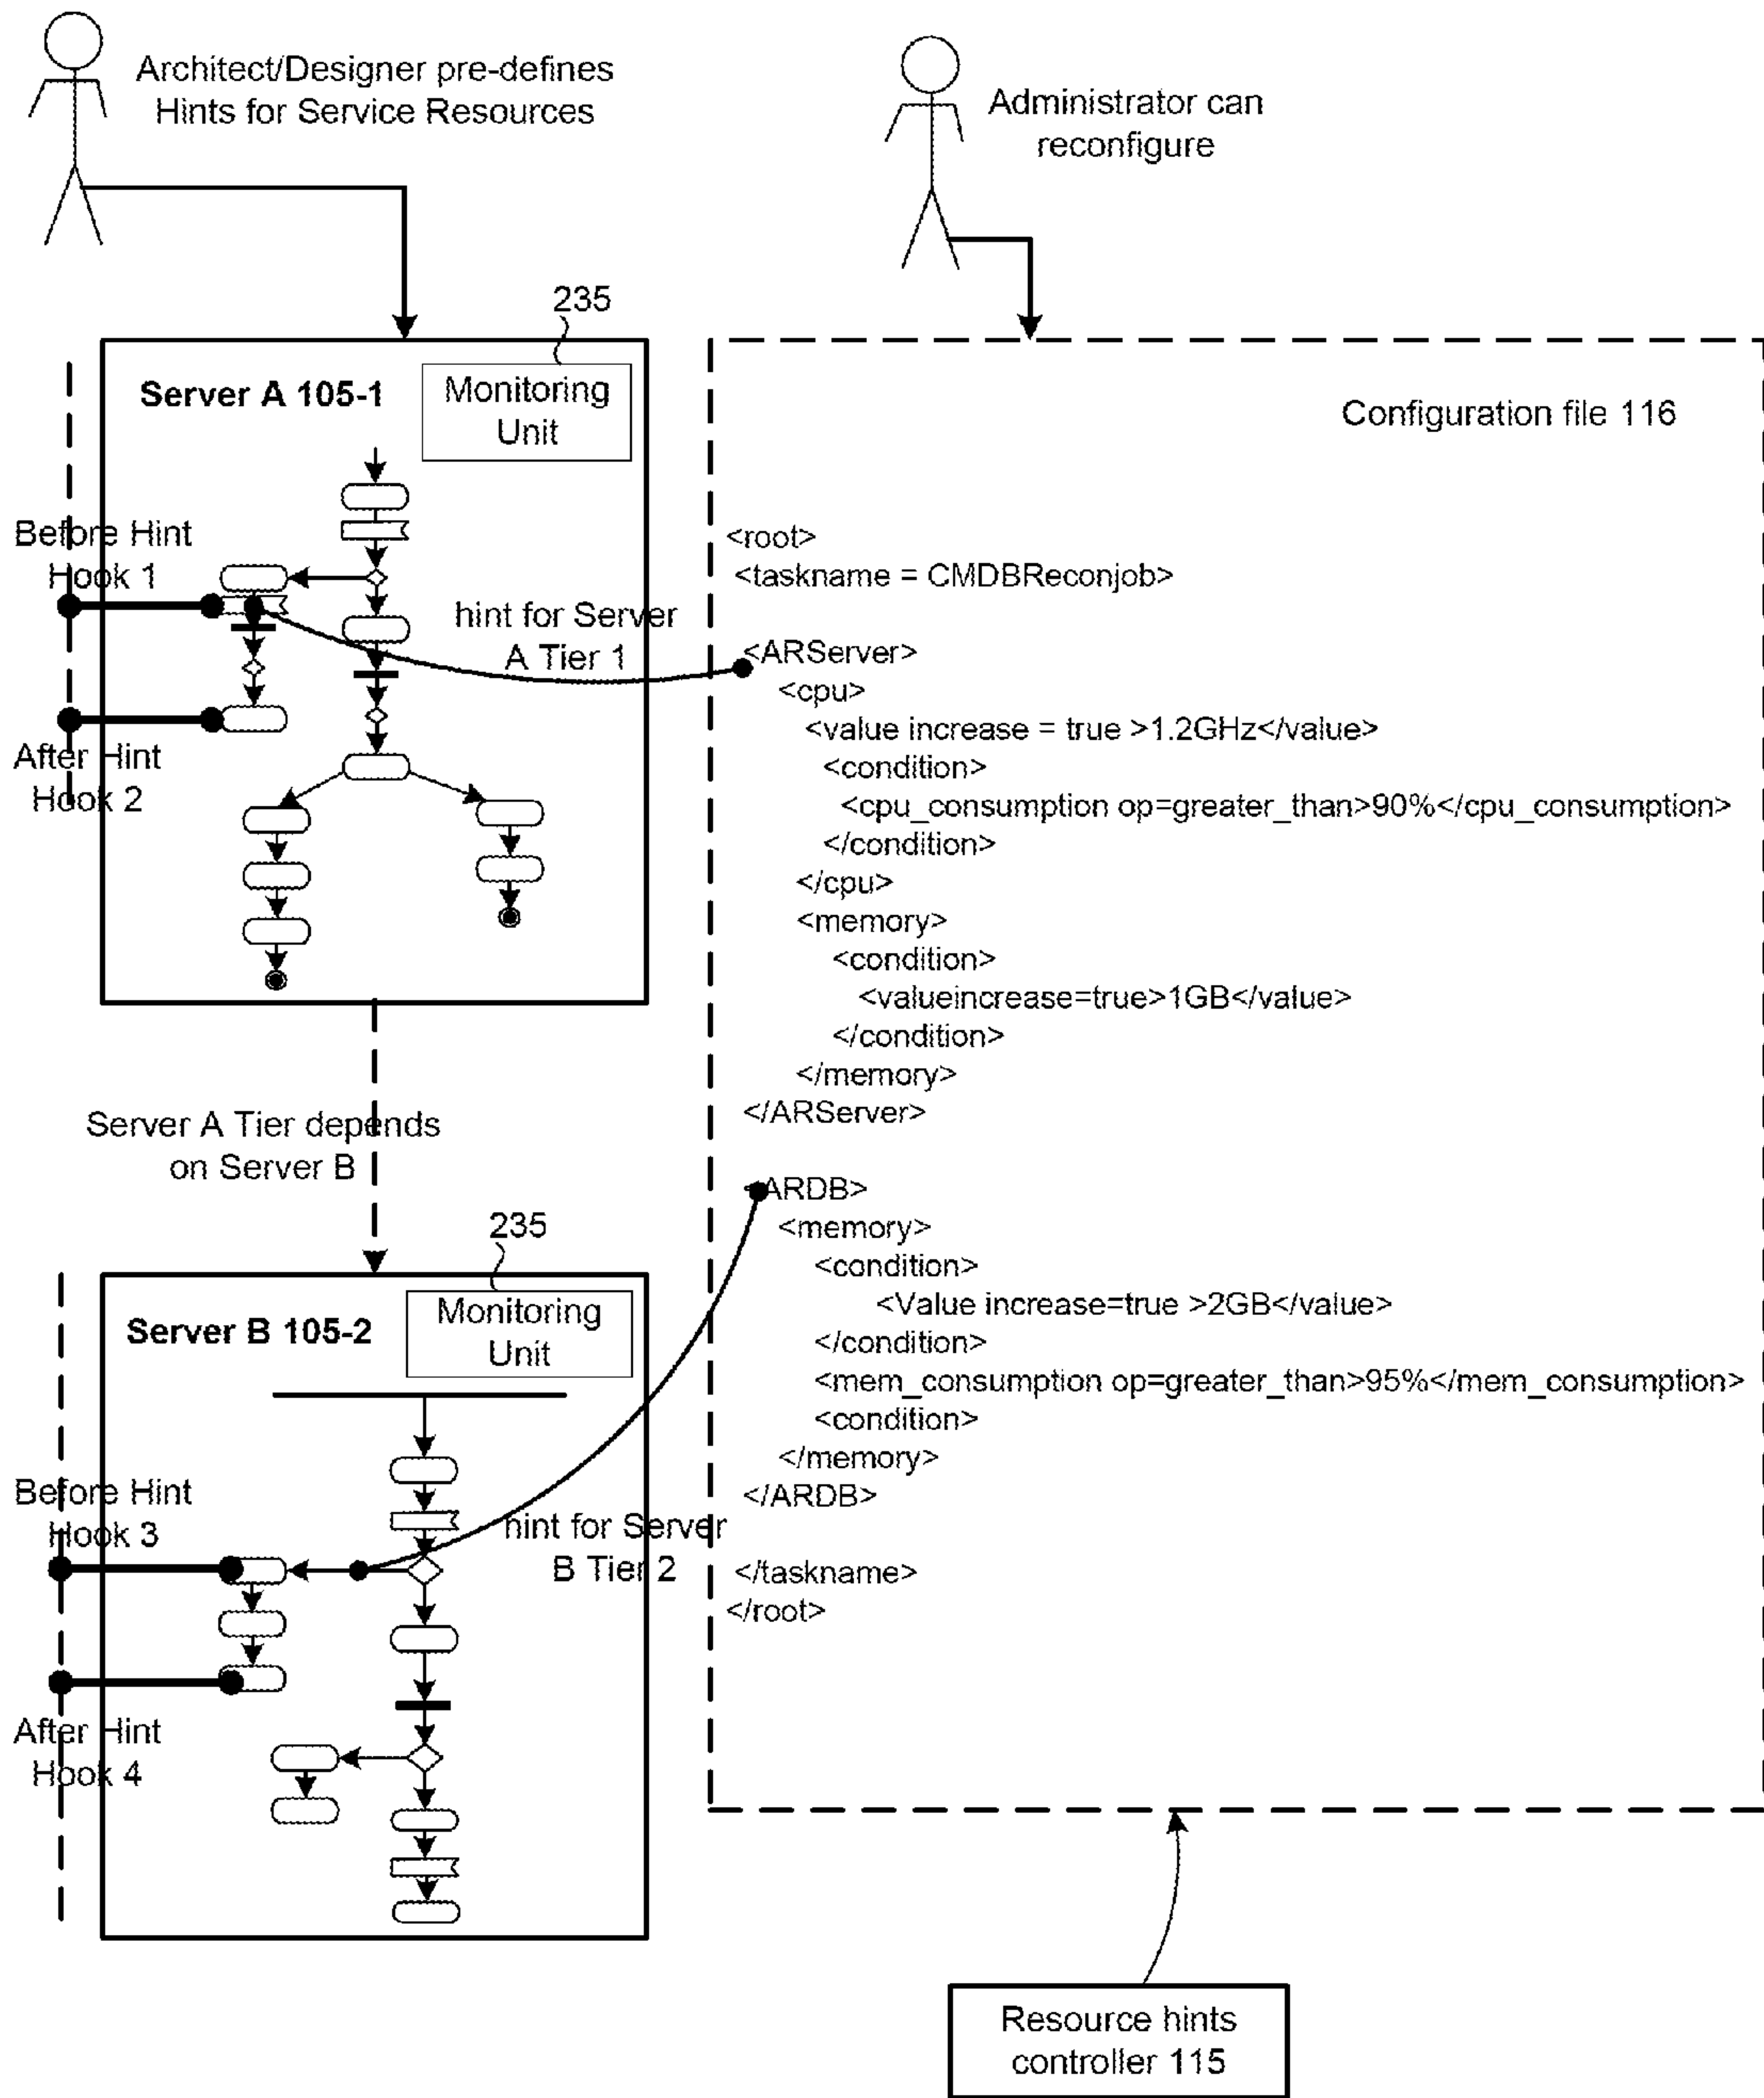 Architect/Designer pre-defines
Hints for Service Resources
Administrator can
reconfigure
235
Server A 105-1
Monitoring
Unit
Before Hint
Hook 1
hint for Server
A Tier 1
After Hint
Hook 2
Server A Tier depends
on Server B
235
Server B 105-2
Monitoring
Unit
Before Hint
Hook 3
hint for Server
B Tier 2
After Hint
Hook 4
Configuration file 116
<root>
<taskname = CMDBReconjob>
<ARServer>
<cpu>
<value increase = true >1.2GHz</value>
<condition>
<cpu_consumption op=greater_than>90%</cpu_consumption>
</condition>
</cpu>
<memory>
<condition>
<valueincrease=true>1GB</value>
</condition>
</memory>
</ARServer>
<ARDB>
<memory>
<condition>
<Value increase=true >2GB</value>
</condition>
<mem_consumption op=greater_than>95%</mem_consumption>
<condition>
</memory>
</ARDB>
</taskname>
</root>
Resource hints
controller 115